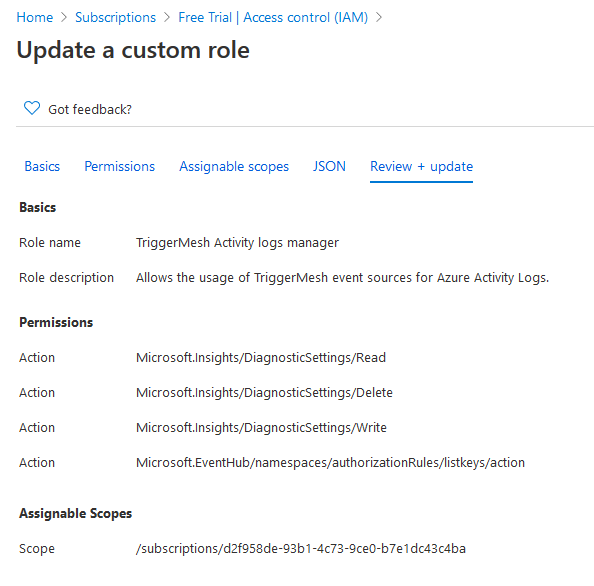 Home > Subscriptions > Free Trial | Access control (IAM) >
Update a custom role
Got feedback?
Basics Permissions Assignable scopes JSON Review + update
Basics
Role name TriggerMesh Activity logs manager
Role description Allows the usage of TriggerMesh event sources for Azure Activity Logs.
Permissions
Action Microsoft.Insights/DiagnosticSettings/Read
Action Microsoft.Insights/DiagnosticSettings/Delete
Action Microsoft.Insights/DiagnosticSettings/Write
Action Microsoft.EventHub/namespaces/authorizationRules/listkeys/action
Assignable Scopes
Scope /subscriptions/d2f958de-93b1-4c73-9ce0-b7e1dc43c4ba